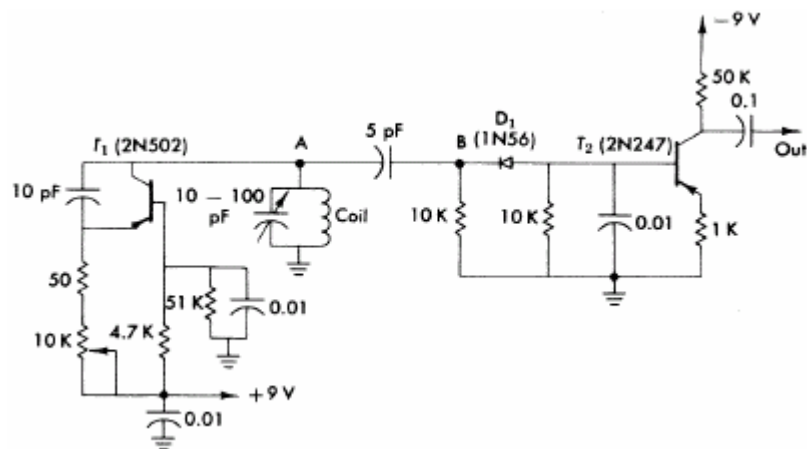 −9 V
50 K
0.1
Out
5 pF
B
D₁
(1N56)
T₂ (2N247)
T₁ (2N502)
A
10 pF
10 – 100
pF
Coil
10 K
10 K
0.01
1 K
50
51 K
0.01
10 K
4.7 K
+9 V
0.01